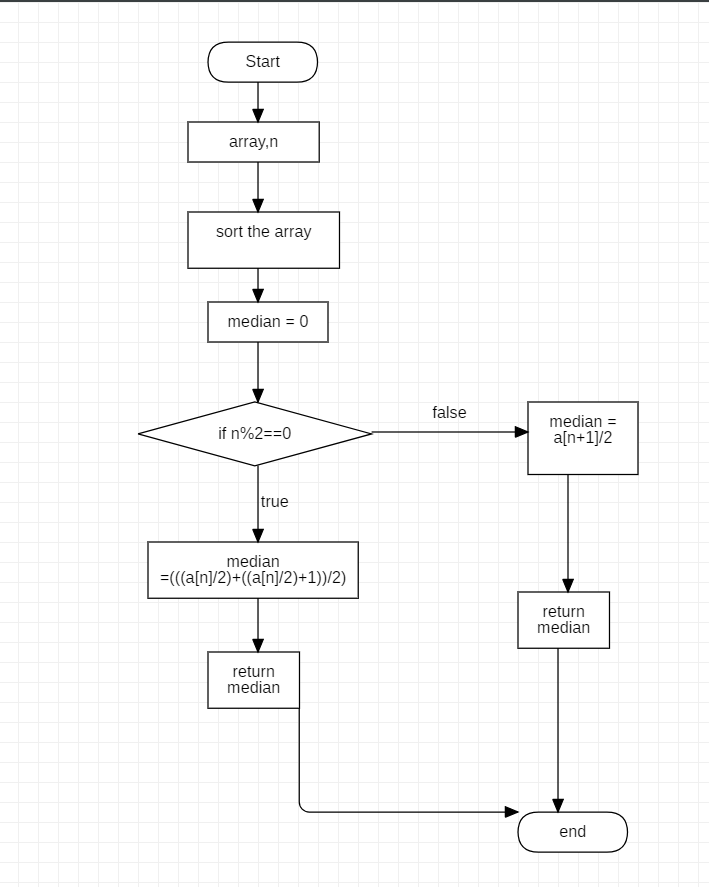 Start
array,n
sort the array
median = 0
if n%2==0
false
median =
a[n+1]/2
true
median
=(((a[n]/2)+((a[n]/2)+1))/2)
return
median
return
median
end